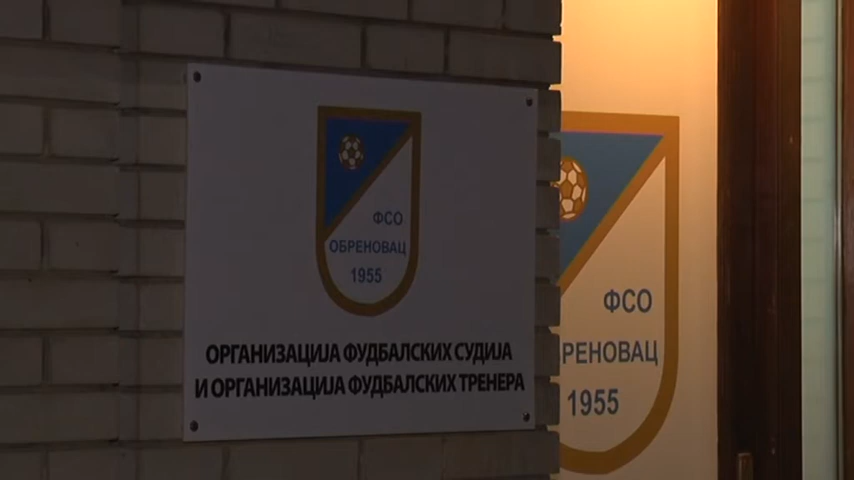 ФСО
ОБРЕНОВАЦ
1955
ОРГАНИЗАЦИЈА ФУДБАЛСКИХ СУДИЈА
И ОРГАНИЗАЦИЈА ФУДБАЛСКИХ ТРЕНЕРА
ФСО
РЕНОВАЦ
1955